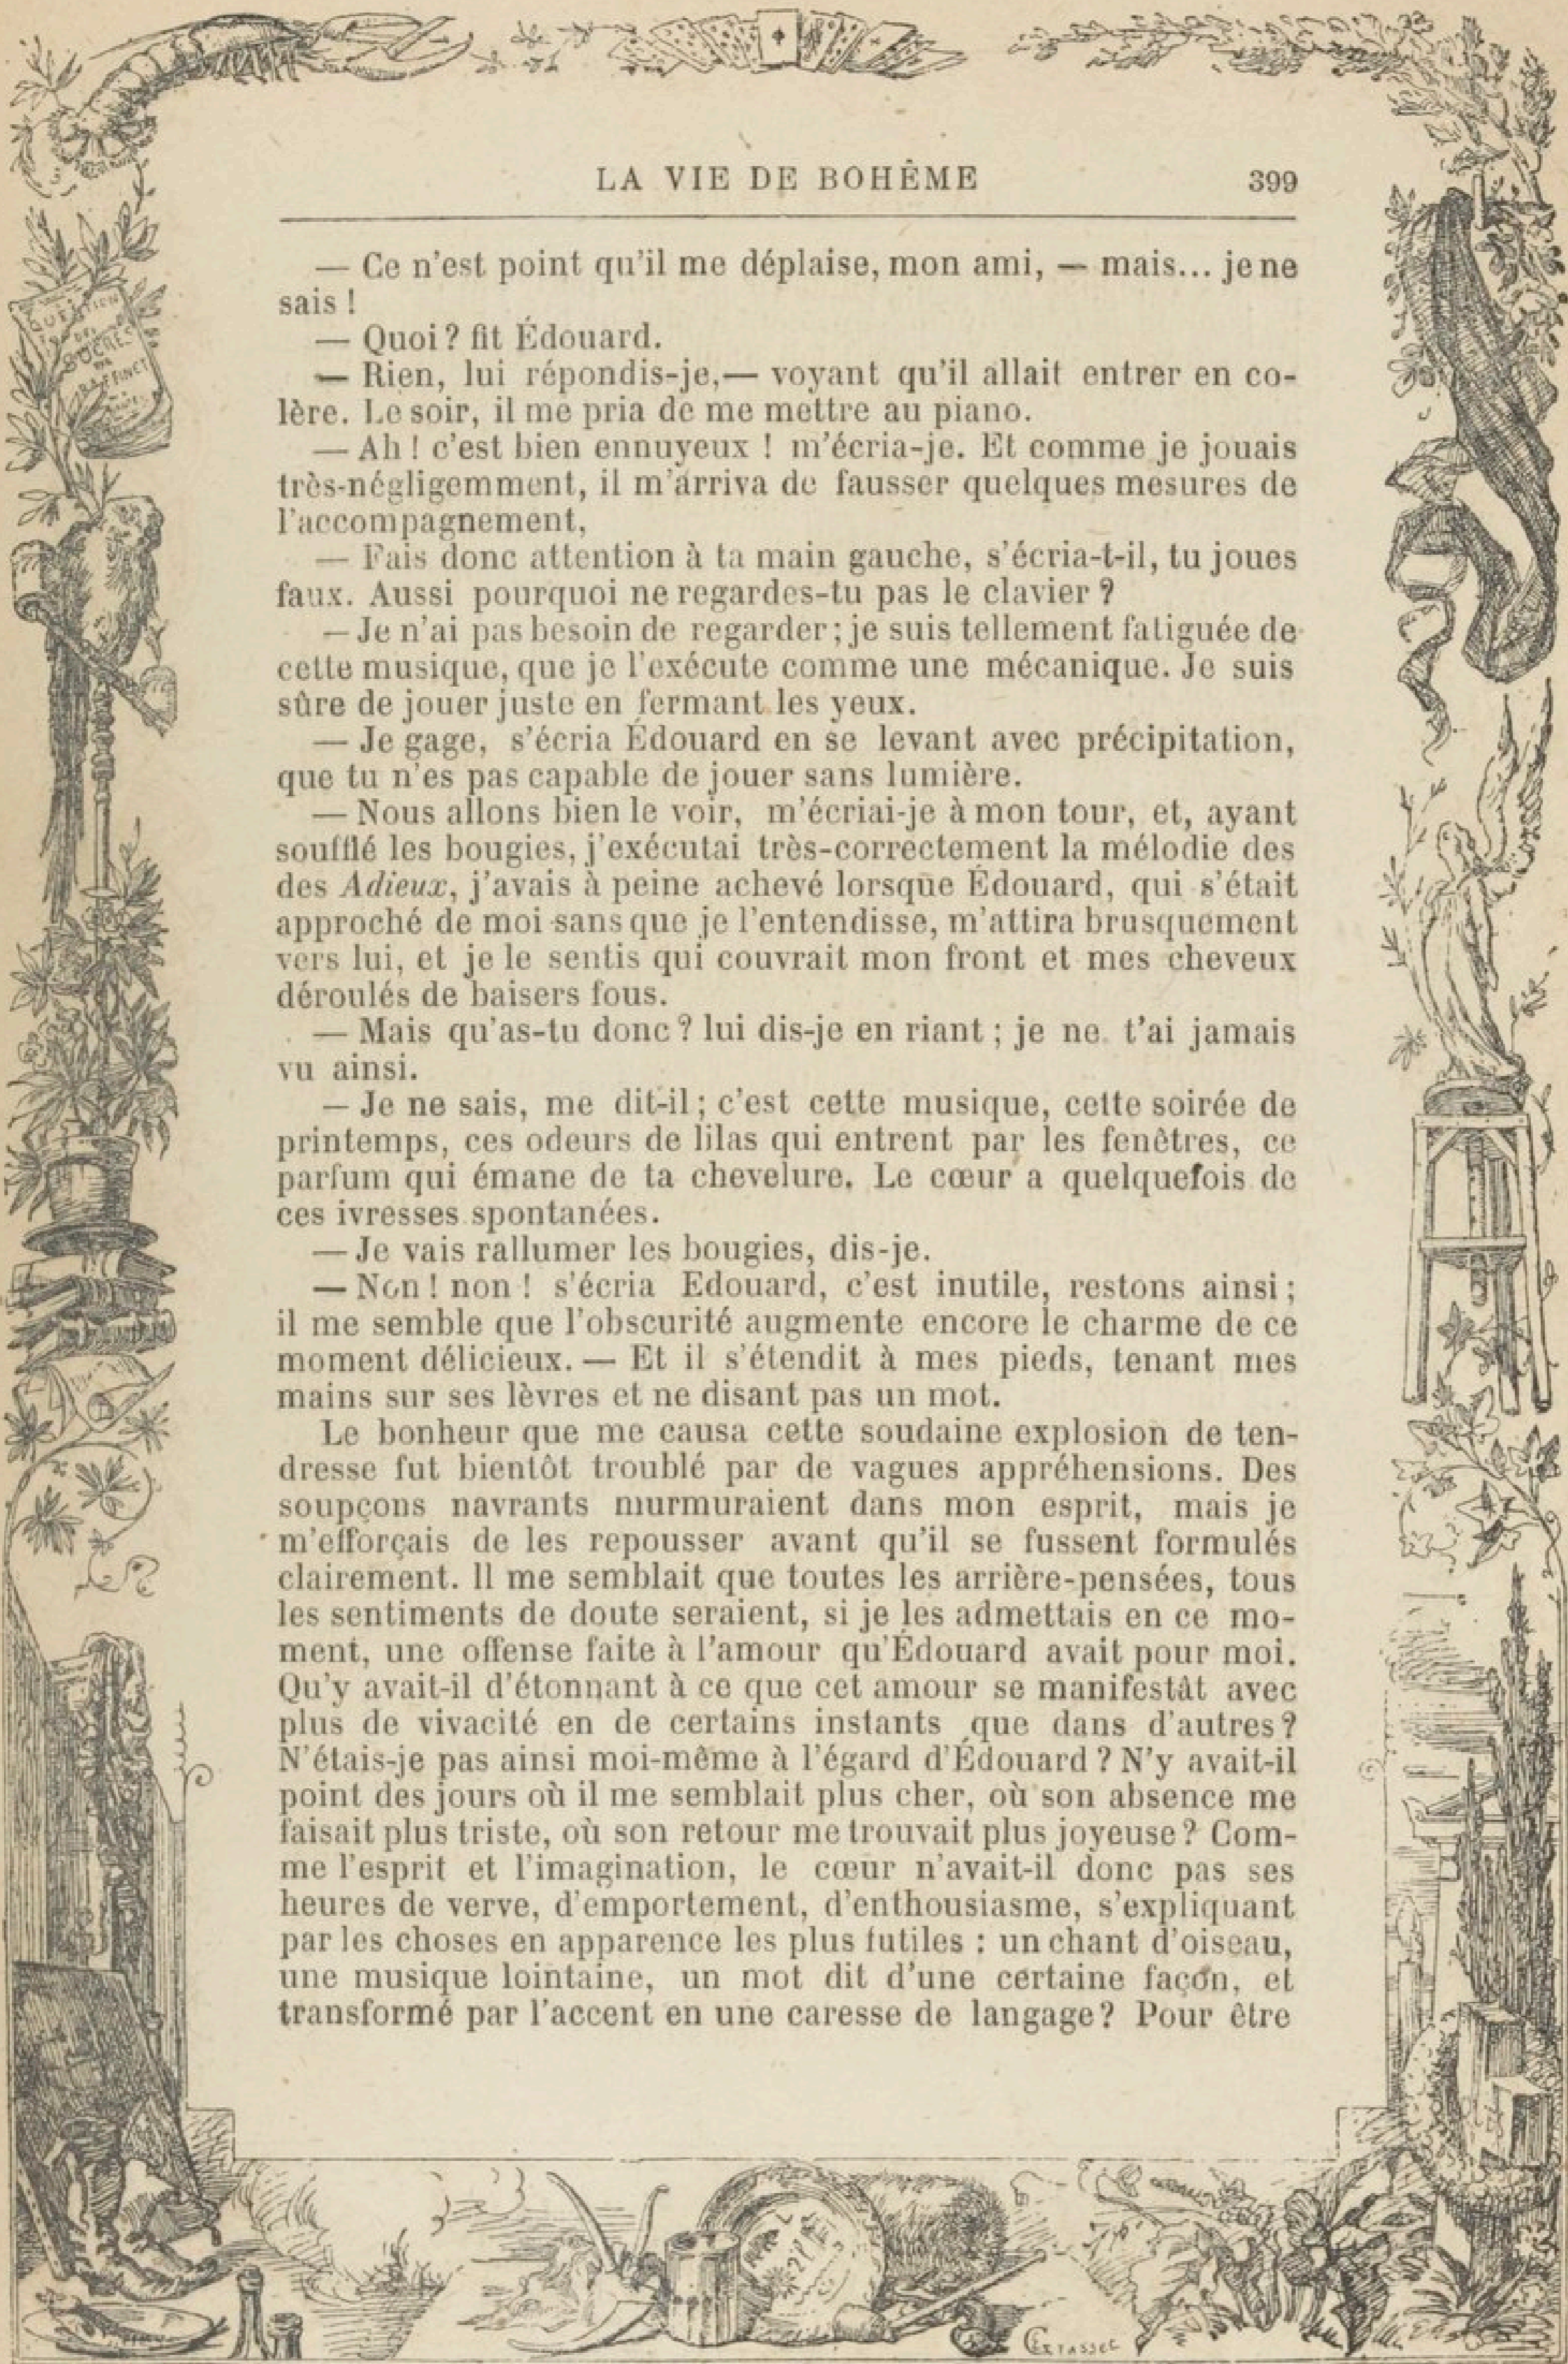 LA VIE DE BOHÊME 399
— Ce n'est point qu'il me déplaise, mon ami, — mais... je ne
sais !
— Quoi ? fit Édouard.
— Rien, lui répondis-je,— voyant qu'il allait entrer en co-
lère. Le soir, il me pria de me mettre au piano.
— Ah ! c'est bien ennuyeux ! m'écria-je. Et comme je jouais
très-négligemment, il m'arriva de fausser quelques mesures de
l'accompagnement,
— Fais donc attention à ta main gauche, s'écria-t-il, tu joues
faux. Aussi pourquoi ne regardes-tu pas le clavier ?
— Je n'ai pas besoin de regarder ; je suis tellement fatiguée de
cette musique, que je l'exécute comme une mécanique. Je suis
sûre de jouer juste en fermant les yeux.
— Je gage, s'écria Édouard en se levant avec précipitation,
que tu n'es pas capable de jouer sans lumière.
— Nous allons bien le voir, m'écriai-je à mon tour, et, ayant
soufflé les bougies, j'exécutai très-correctement la mélodie des
des Adieux, j'avais à peine achevé lorsque Édouard, qui s'était
approché de moi sans que je l'entendisse, m'attira brusquement
vers lui, et je le sentis qui couvrait mon front et mes cheveux
déroulés de baisers fous.
— Mais qu'as-tu donc ? lui dis-je en riant ; je ne t'ai jamais
vu ainsi.
— Je ne sais, me dit-il ; c'est cette musique, cette soirée de
printemps, ces odeurs de lilas qui entrent par les fenêtres, ce
parfum qui émane de ta chevelure. Le cœur a quelquefois de
ces ivresses spontanées.
— Je vais rallumer les bougies, dis-je.
— Non ! non ! s'écria Edouard, c'est inutile, restons ainsi ;
il me semble que l'obscurité augmente encore le charme de ce
moment délicieux. — Et il s'étendit à mes pieds, tenant mes
mains sur ses lèvres et ne disant pas un mot.
Le bonheur que me causa cette soudaine explosion de ten-
dresse fut bientôt troublé par de vagues appréhensions. Des
soupçons navrants murmuraient dans mon esprit, mais je
m'efforçais de les repousser avant qu'il se fussent formulés
clairement. Il me semblait que toutes les arrière-pensées, tous
les sentiments de doute seraient, si je les admettais en ce mo-
ment, une offense faite à l'amour qu'Édouard avait pour moi.
Qu'y avait-il d'étonnant à ce que cet amour se manifestât avec
plus de vivacité en de certains instants que dans d'autres ?
N'étais-je pas ainsi moi-même à l'égard d'Édouard ? N'y avait-il
point des jours où il me semblait plus cher, où son absence me
faisait plus triste, où son retour me trouvait plus joyeuse ? Com-
me l'esprit et l'imagination, le cœur n'avait-il donc pas ses
heures de verve, d'emportement, d'enthousiasme, s'expliquant
par les choses en apparence les plus futiles : un chant d'oiseau,
une musique lointaine, un mot dit d'une certaine façon, et
transformé par l'accent en une caresse de langage ? Pour être
QUESTION
DES
SUCRES